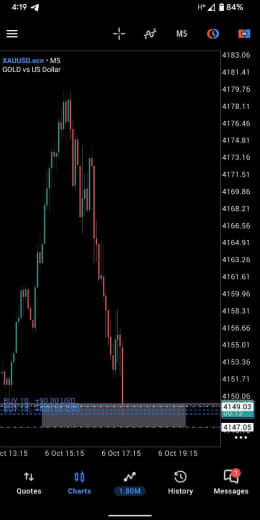 4:19
H+
84%
M5
XAUUSD.ecn • M5
GOLD vs US Dollar
4183.06
4181.41
4179.76
4178.11
4176.46
4174.81
4173.16
4171.51
4169.86
4168.21
4166.56
4164.91
4163.26
4161.61
4159.96
4158.31
4156.66
4155.01
4153.36
4151.71
4150.06
4149.03
4147.05
ct 13:15
6 Oct 15:15
6 Oct 17:15
6 Oct 19:15
Quotes
Charts
1.80M
History
Messages